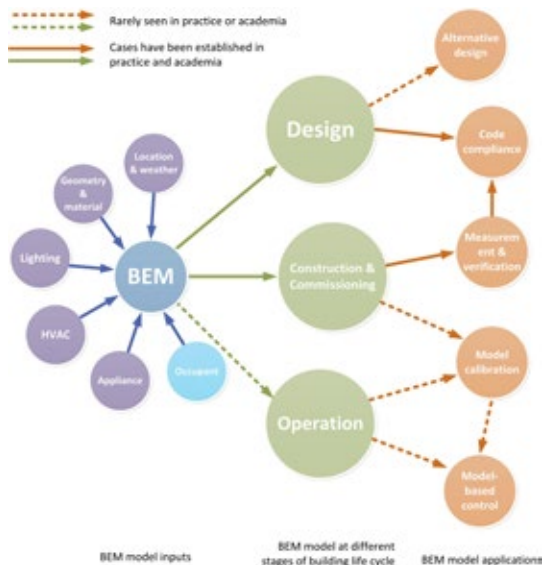 Rarely seen in practice or academia
Cases have been established in
practice and academia
Alternative
design
Design
Code
compliance
Location
& weather
Geometry
&
material
Lighting
BEM
Construction &
Commissioning
Measurem
ent &
verification
HVAC
Appliance
Occupant
Model
calibration
Operation
Model-
based
control
BEM model inputs
BEM model at different
stages of building life cycle
BEM model applications